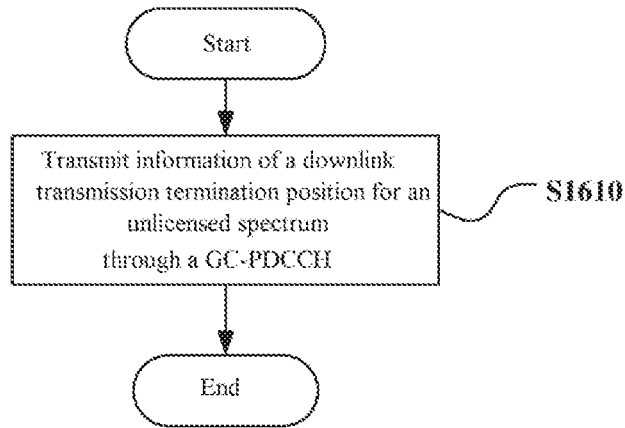 Start
Transmit information of a downlink
transmission termination position for an
unlicensed spectrum
through a GC-PDCCH
S1610
End